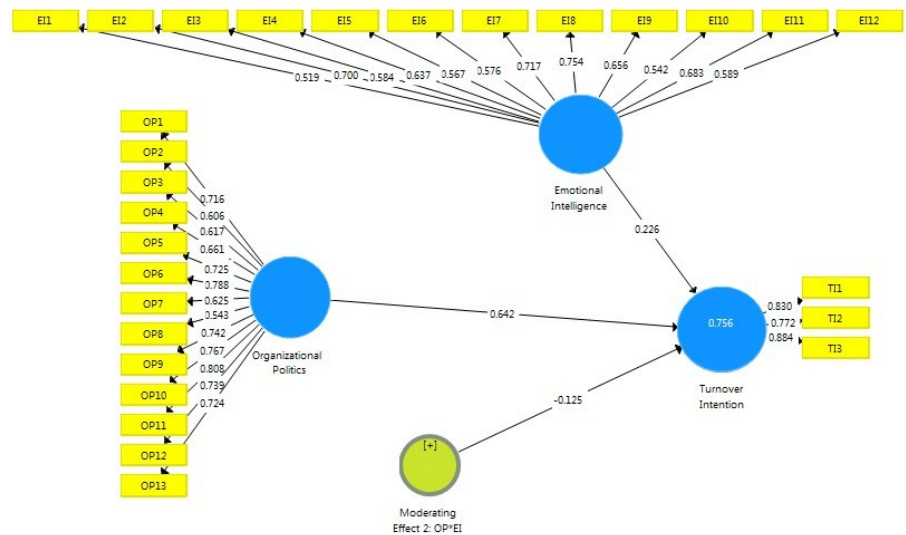 EI1 EI2 EI3 EI4 EI5 EI6 EI7 EI8 EI9 EI10 EI11 EI12
0.519 0.700 0.584 0.637 0.567 0.576 0.717 0.754 0.656 0.542 0.683 0.589
Emotional
Intelligence
OP1
OP2
OP3
OP4
OP5
OP6
OP7
OP8
OP9
OP10
OP11
OP12
OP13
0.716
0.606
0.617
0.661
0.725
0.788
0.625
0.543
0.742
0.767
0.808
0.739
0.724
Organizational
Politics
0.226
0.642
-0.125
0.756
Turnover
Intention
0.830
0.772
0.884
TI1
TI2
TI3
[+]
Moderating
Effect 2: OP*EI